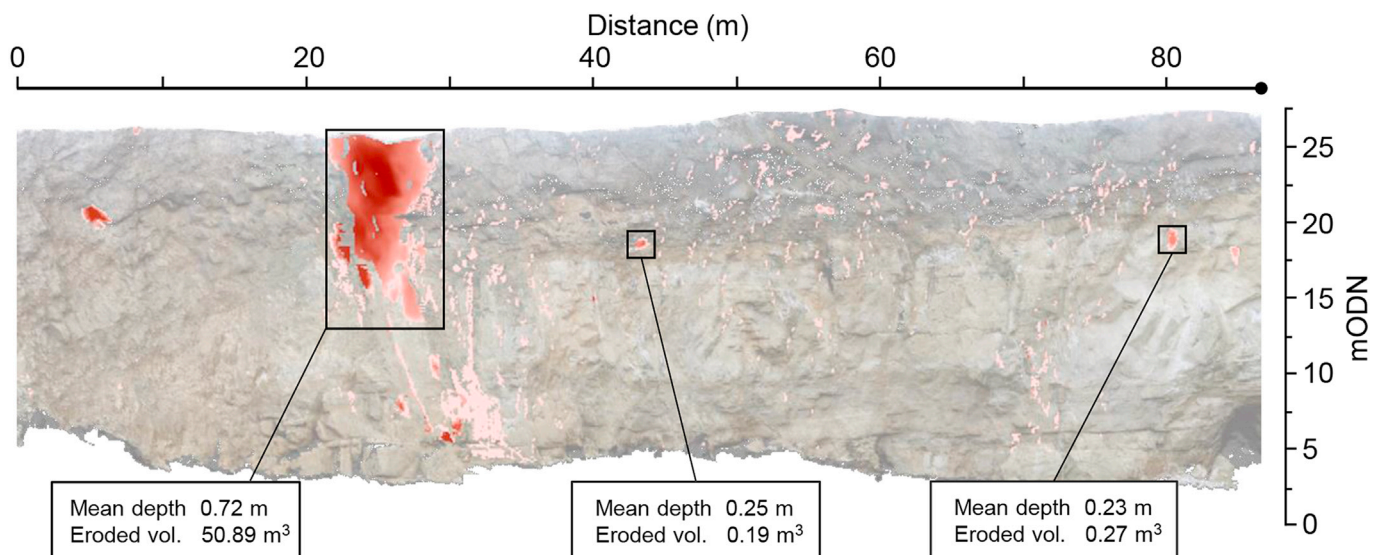 Distance (m)
0 20 40 60 80
25
20
15
10
5
0
mODN
Mean depth 0.72 m
Eroded vol. 50.89 m³
Mean depth 0.25 m
Eroded vol. 0.19 m³
Mean depth 0.23 m
Eroded vol. 0.27 m³